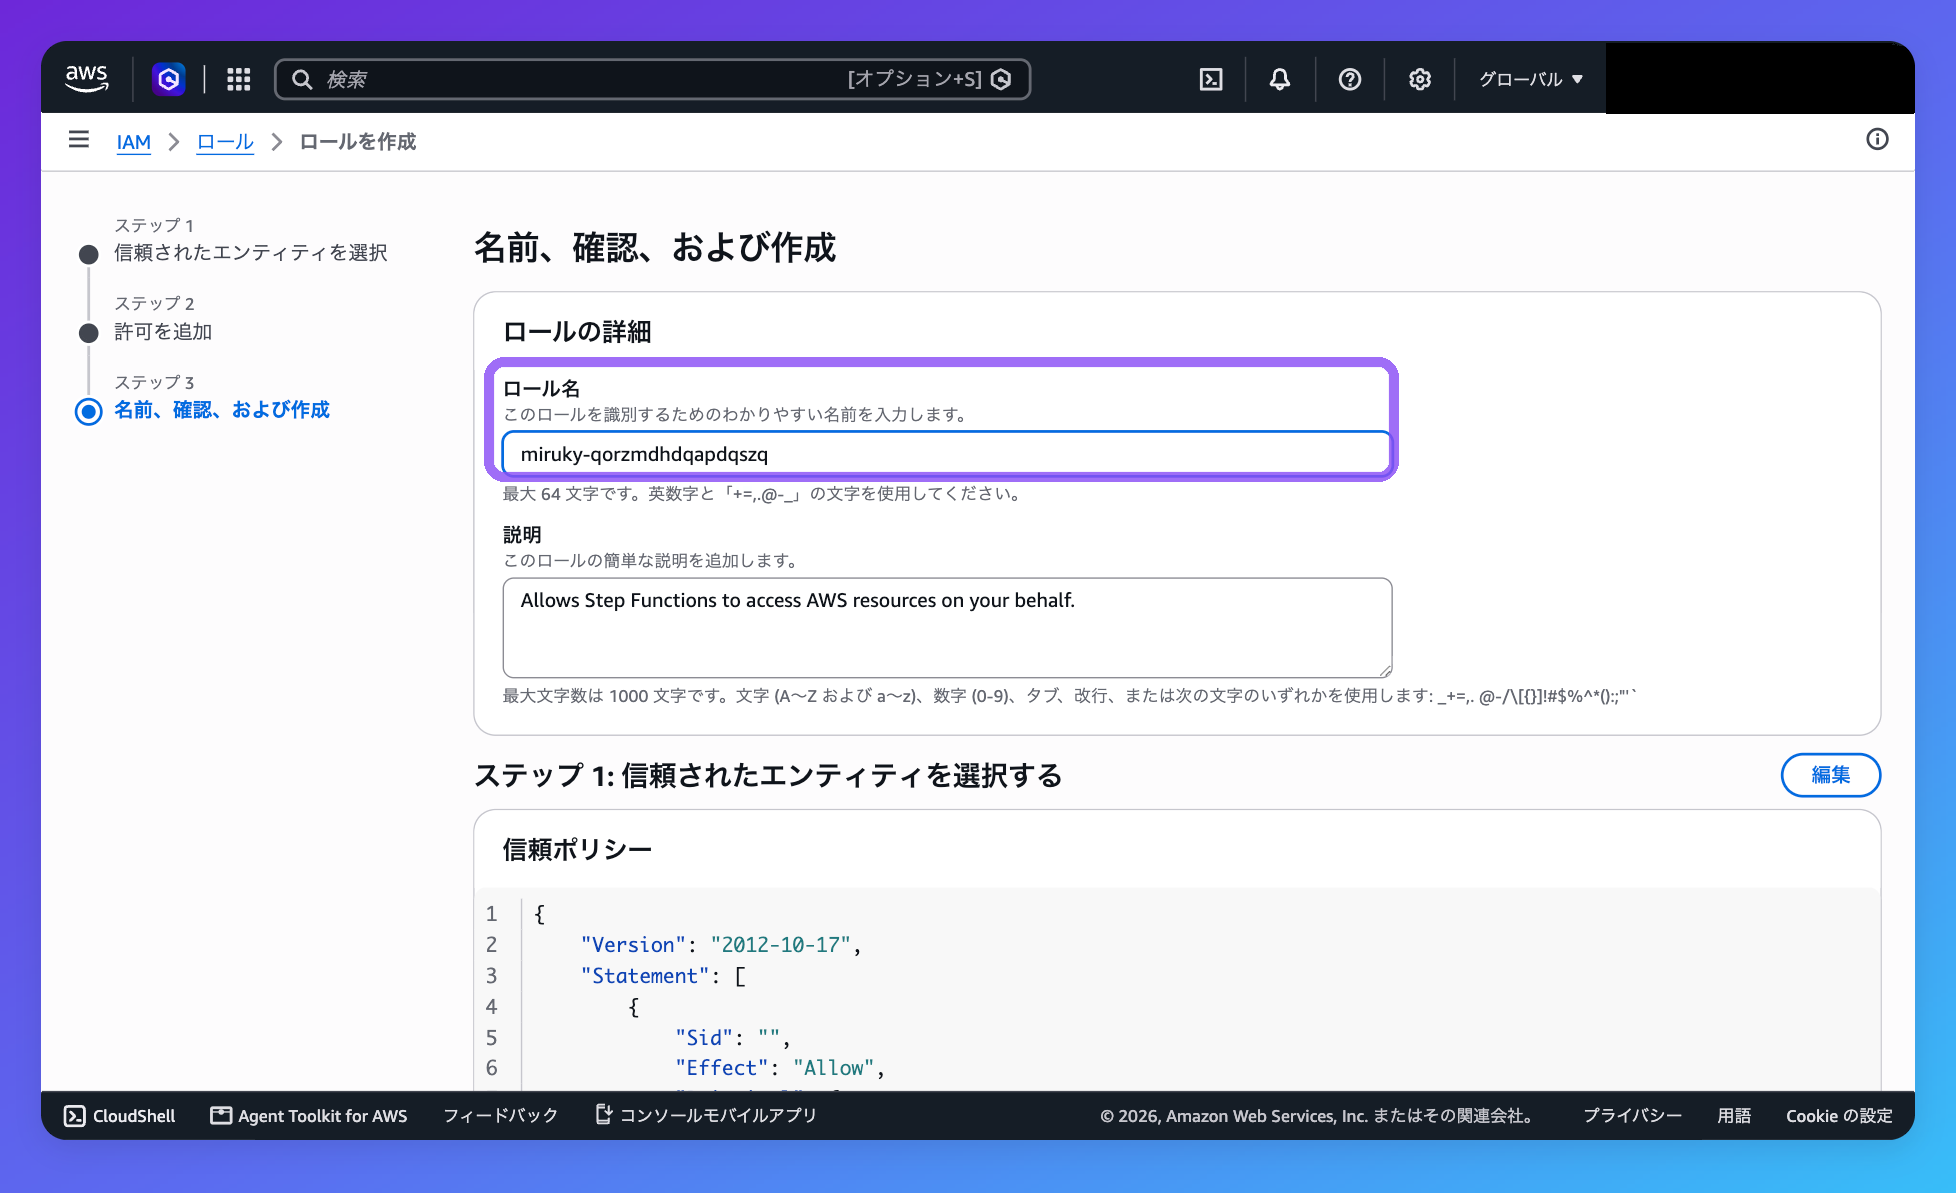 aws
検索
[オプション+S]
グローバル ▼
IAM > ロール > ロールを作成
ステップ 1
信頼されたエンティティを選択
ステップ 2
許可を追加
ステップ 3
名前、確認、および作成
名前、確認、および作成
ロールの詳細
ロール名
このロールを識別するためのわかりやすい名前を入力します。
miruky-qorzmdhdqapdqszq
最大 64 文字です。英数字と「+=,.@-_」の文字を使用してください。
説明
このロールの簡単な説明を追加します。
Allows Step Functions to access AWS resources on your behalf.
最大文字数は 1000 文字です。文字 (A～Z および a～z)、数字 (0-9)、タブ、改行、または次の文字のいずれかを使用します: _+=,. @-/\[{}]!#$%^*();:"'`
ステップ 1: 信頼されたエンティティを選択する
編集
信頼ポリシー
1 {
2 "Version": "2012-10-17",
3 "Statement": [
4 {
5 "Sid": "",
6 "Effect": "Allow",
CloudShell
Agent Toolkit for AWS
フィードバック
コンソールモバイルアプリ
© 2026, Amazon Web Services, Inc. またはその関連会社。
プライバシー
用語
Cookie の設定